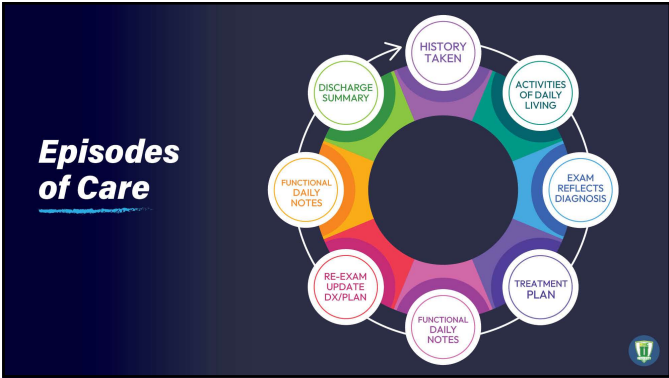 Episodes
of Care
HISTORY
TAKEN
ACTIVITIES
OF DAILY
LIVING
EXAM
REFLECTS
DIAGNOSIS
TREATMENT
PLAN
FUNCTIONAL
DAILY
NOTES
RE-EXAM
UPDATE
DX/PLAN
FUNCTIONAL
DAILY
NOTES
DISCHARGE
SUMMARY